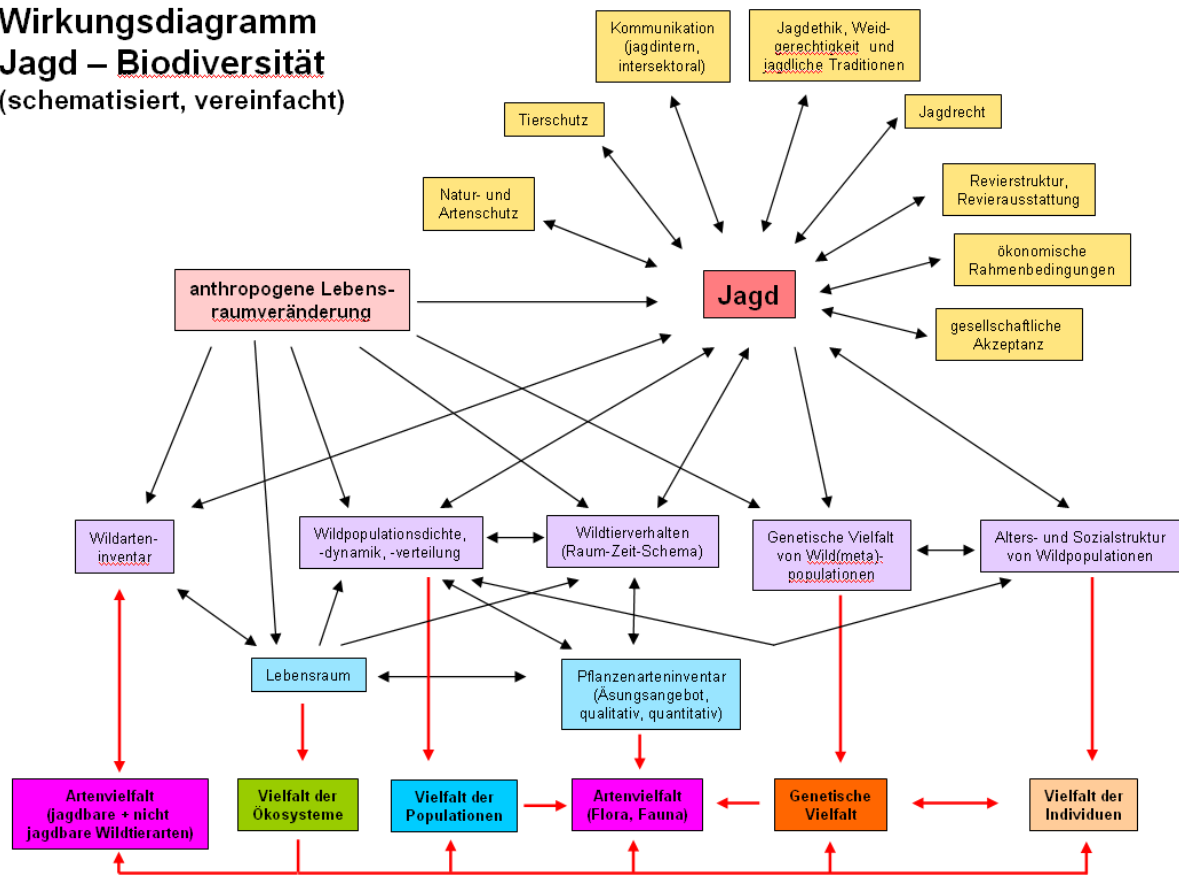 Wirkungsdiagramm
Jagd – Biodiversität
(schematisiert, vereinfacht)
Kommunikation
(jagdintern,
intersektoral)
Jagdethik, Weid-
gerechtigkeit und
jagdliche Traditionen
Tierschutz
Jagdrecht
Natur- und
Artenschutz
Revierstruktur,
Revierausstattung
ökonomische
Rahmenbedingungen
anthropogene Lebens-
raumveränderung
Jagd
gesellschaftliche
Akzeptanz
Wildarten-
inventar
Wildpopulationsdichte,
-dynamik, -verteilung
Wildtierverhalten
(Raum-Zeit-Schema)
Genetische Vielfalt
von Wild(meta)-
populationen
Alters- und Sozialstruktur
von Wildpopulationen
Lebensraum
Pflanzenarteninventar
(Äsungsangebot,
qualitativ, quantitativ)
Artenvielfalt
(jagdbare + nicht
jagdbare Wildtierarten)
Vielfalt der
Ökosysteme
Vielfalt der
Populationen
Artenvielfalt
(Flora, Fauna)
Genetische
Vielfalt
Vielfalt der
Individuen